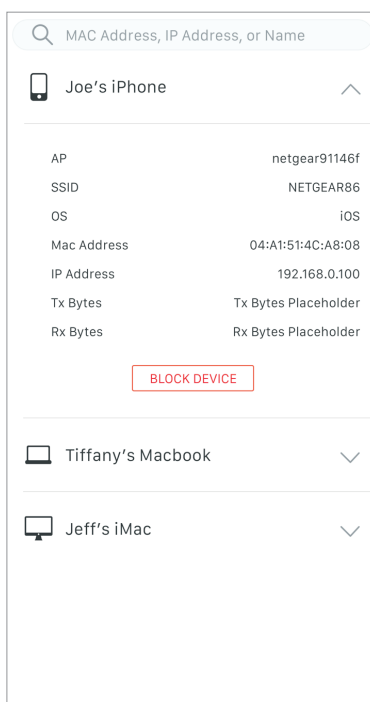 MAC Address, IP Address, or Name
Joe's iPhone
AP netgear91146f
SSID NETGEAR86
OS iOS
Mac Address 04:A1:51:4C:A8:08
IP Address 192.168.0.100
Tx Bytes Tx Bytes Placeholder
Rx Bytes Rx Bytes Placeholder
BLOCK DEVICE
Tiffany's Macbook
Jeff's iMac